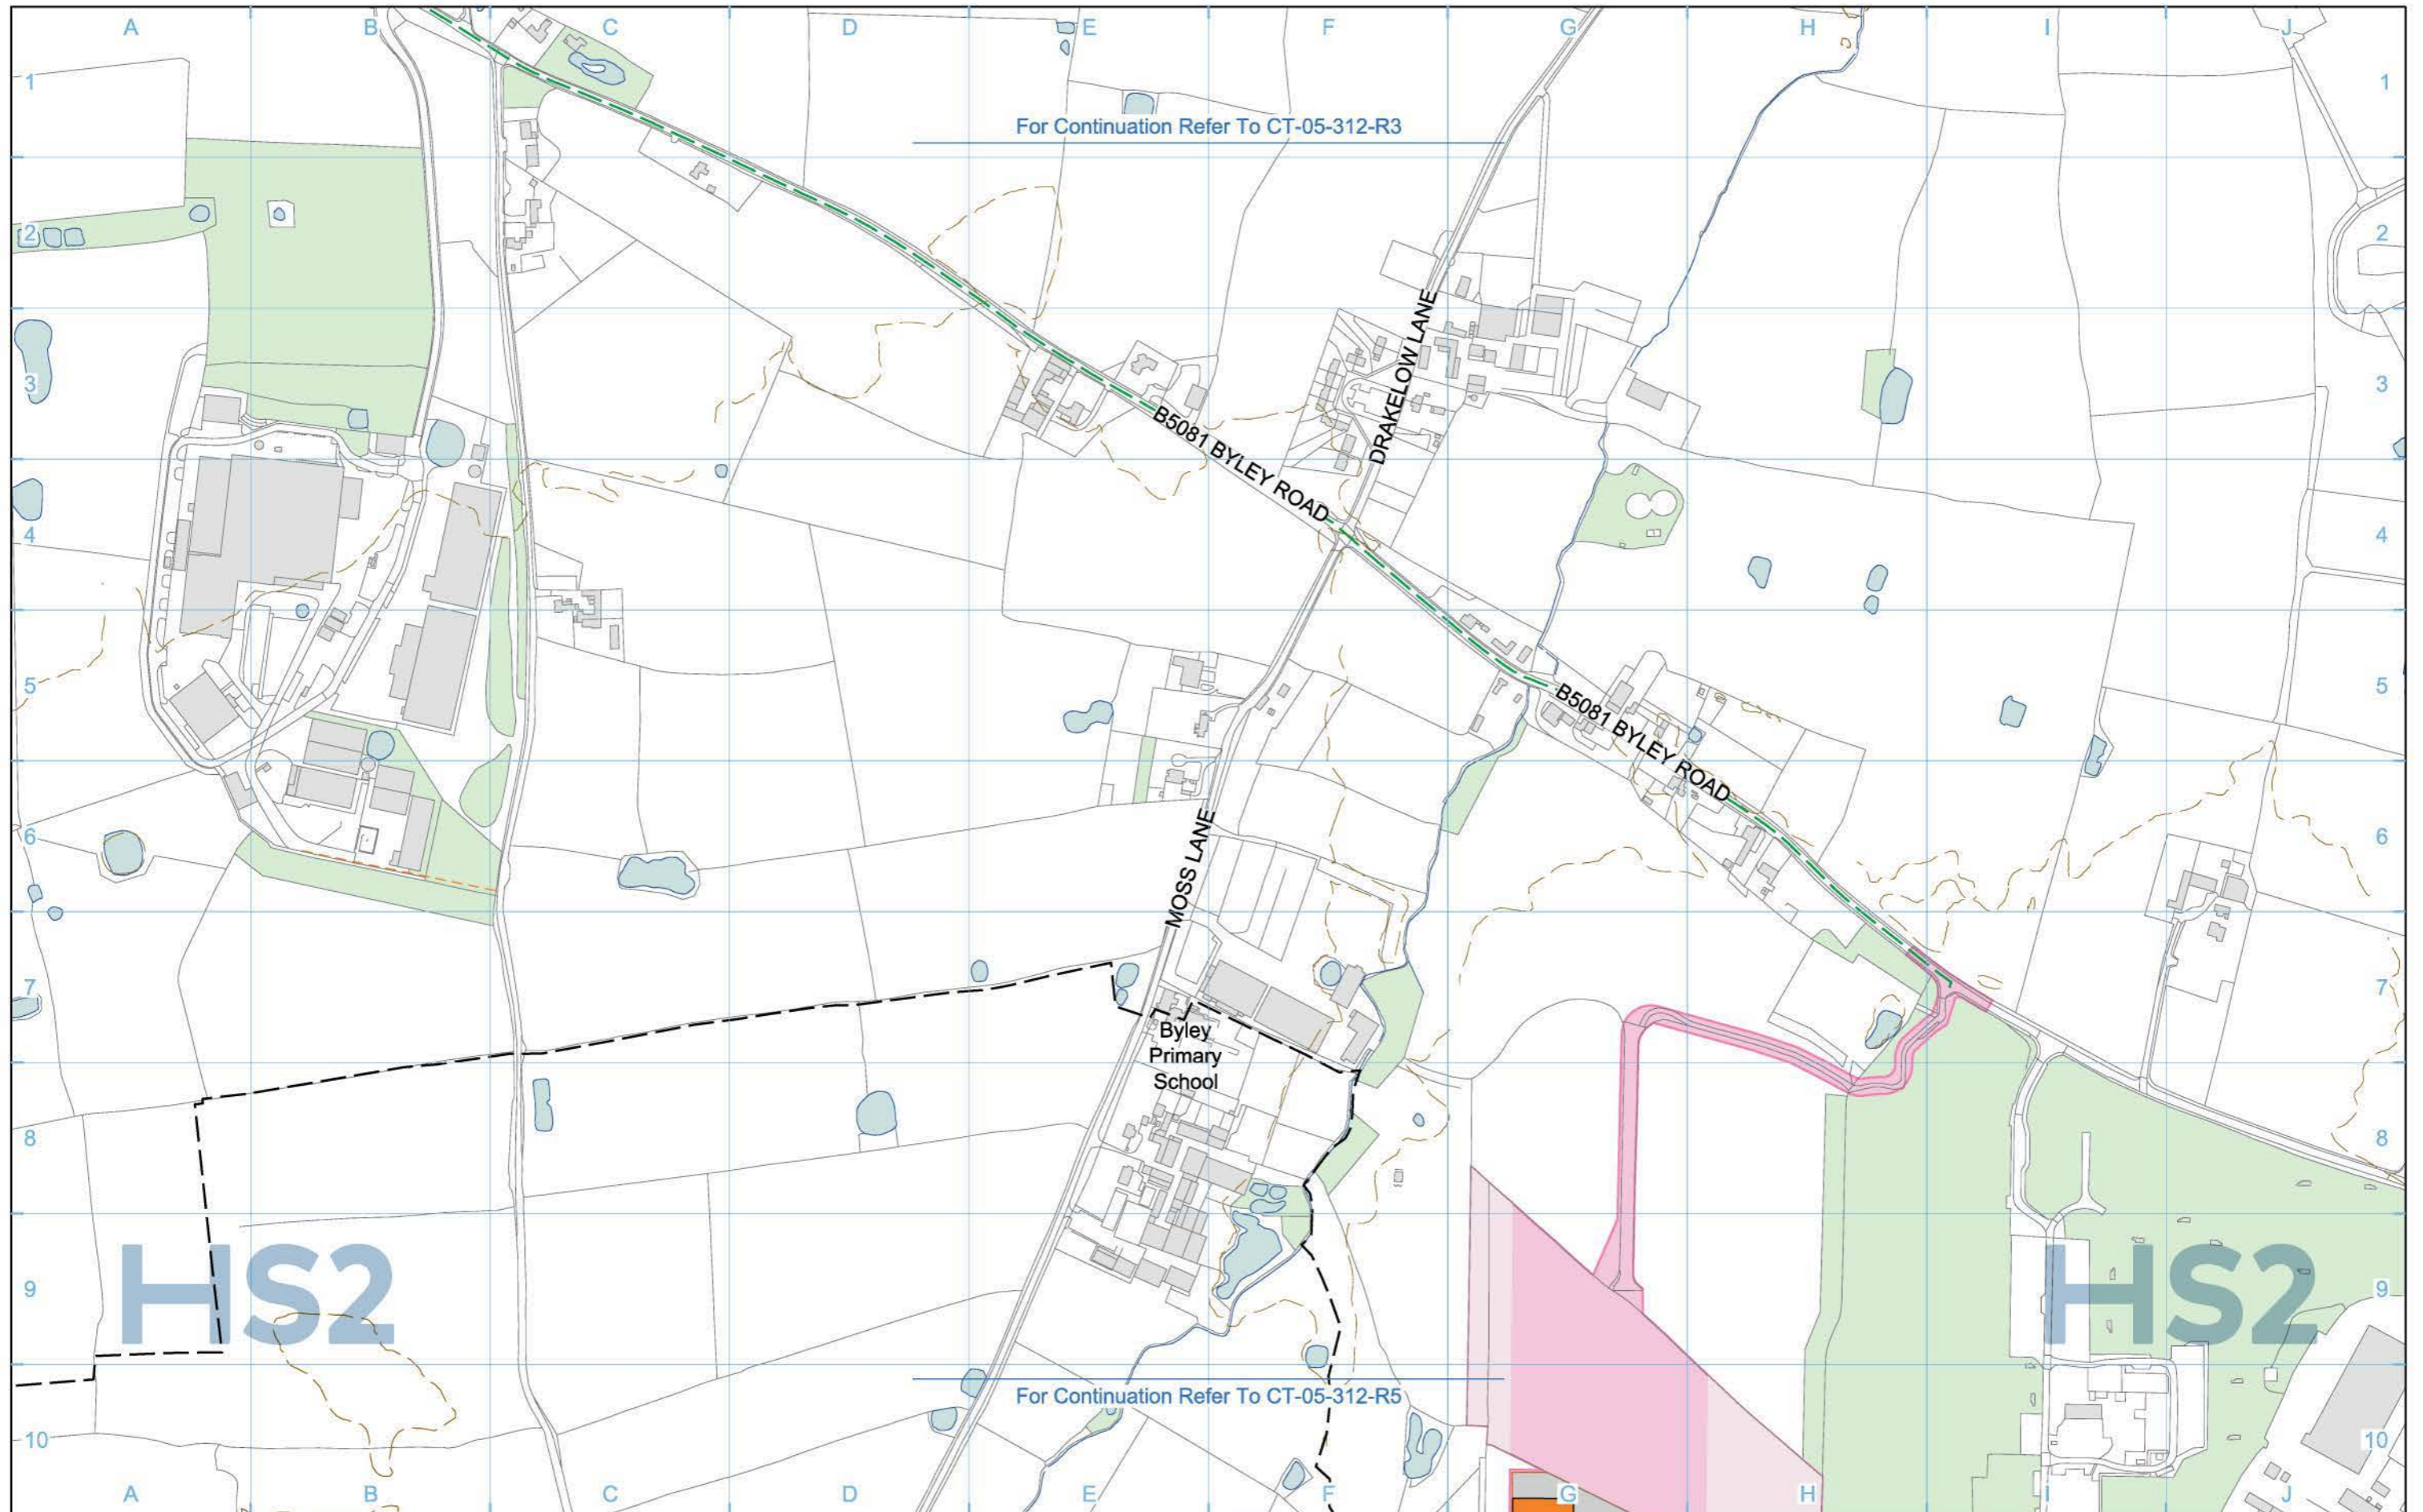 A B C D E F G H I J
1 1
For Continuation Refer To CT-05-312-R3
2 2
DRAKELOW LANE
3 3
B5081 BYLEY ROAD
4 4
5 5
B5081 BYLEY ROAD
MOSS LANE
6 6
7 7
Byley
Primary
School
8 8
HS2 HS2
9 9
For Continuation Refer To CT-05-312-R5
10 10
A B C D E F G H I J